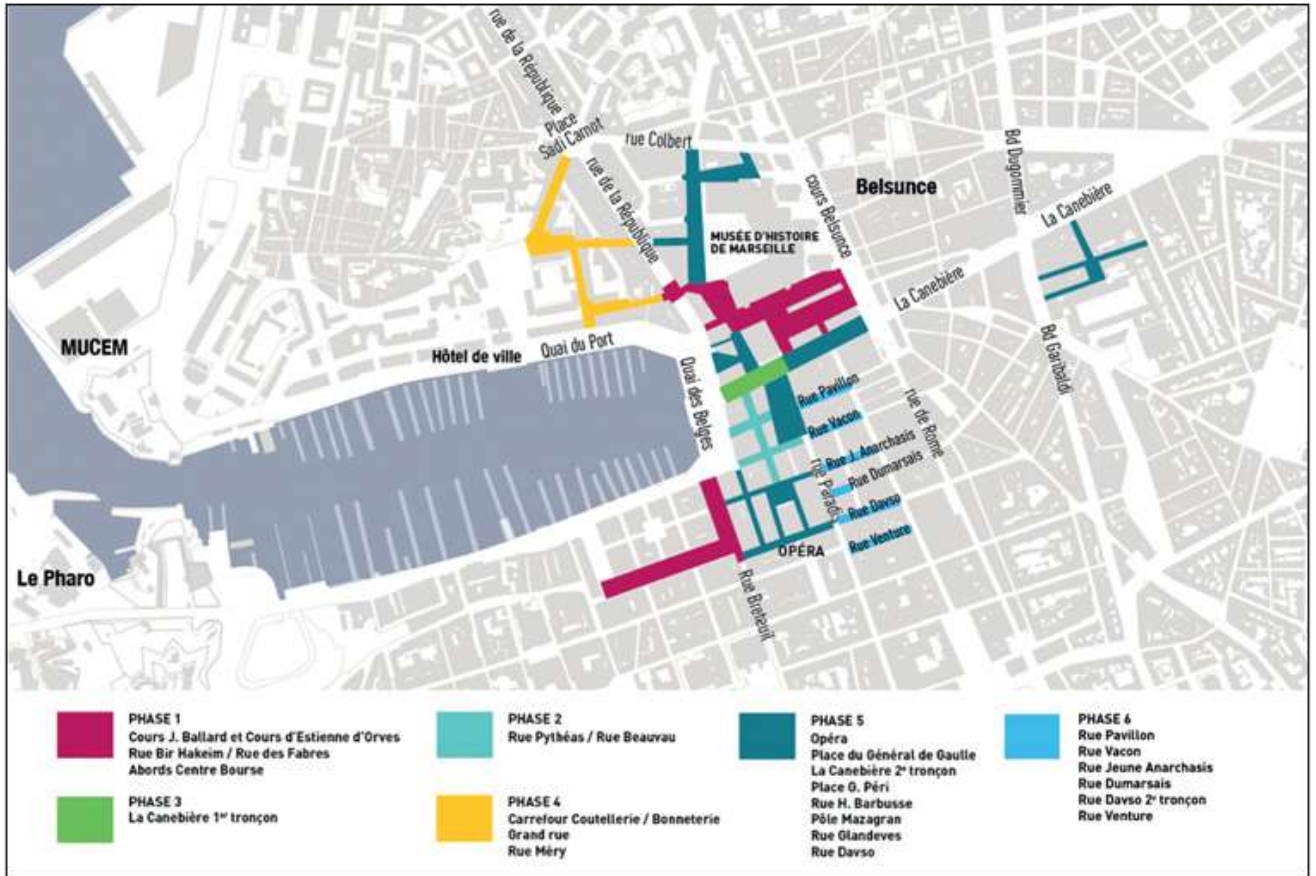 rue de la République
Place
Sadi Carnot
rue Colbert
rue de la République
cours Belsunce
Belsunce
Bd Dugommier
La Canebière
MUSÉE D'HISTOIRE
DE MARSEILLE
La Canebière
MUCEM
Hôtel de ville
Quai du Port
Quai des Belges
Bd Garibaldi
Rue Pavillon
rue de Rome
Rue Vacon
Rue J. Anarchasis
rue Paradis
Rue Dumarsais
Rue Davso
OPÉRA
Rue Venture
Le Pharo
Rue Breteuil
PHASE 1
Cours J. Ballard et Cours d'Estienne d'Orves
Rue Bir Hakeim / Rue des Fabres
Abords Centre Bourse
PHASE 3
La Canebière 1er tronçon
PHASE 2
Rue Pythéas / Rue Beauvau
PHASE 4
Carrefour Coutellerie / Bonneterie
Grand rue
Rue Méry
PHASE 5
Opéra
Place du Général de Gaulle
La Canebière 2e tronçon
Place G. Péri
Rue H. Barbusse
Pôle Mazagran
Rue Glandeves
Rue Davso
PHASE 6
Rue Pavillon
Rue Vacon
Rue Jeune Anarchasis
Rue Dumarsais
Rue Davso 2e tronçon
Rue Venture